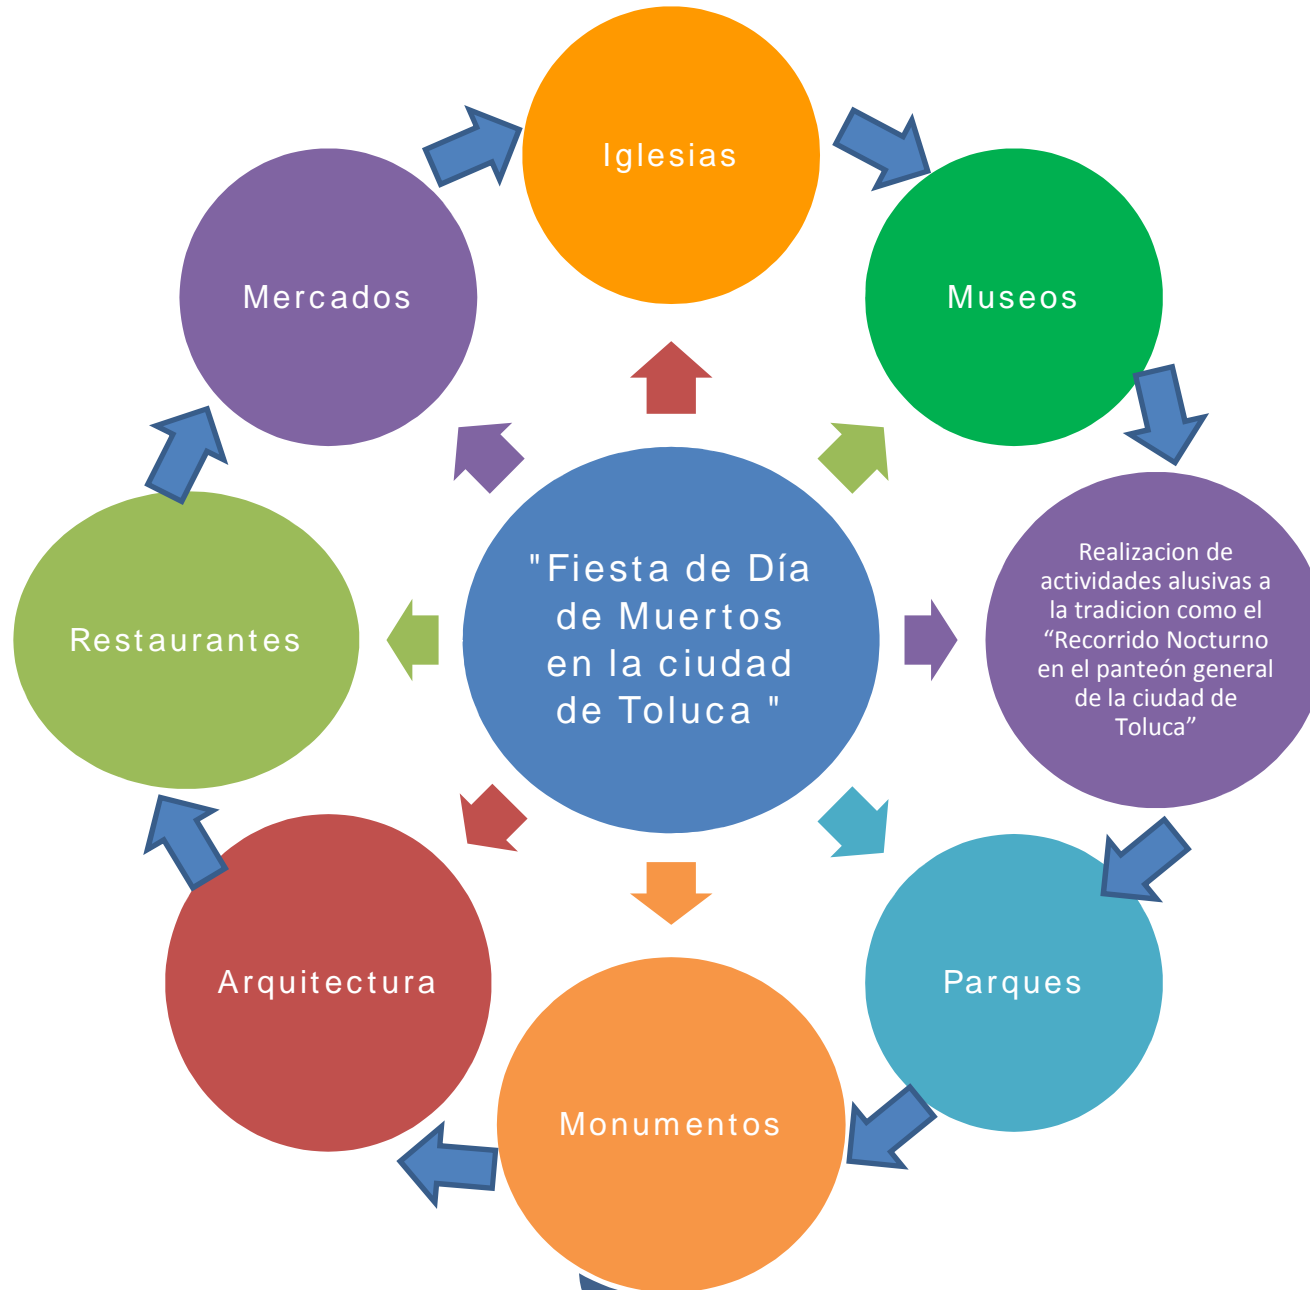 Iglesias
Mercados
Museos
"Fiesta de Día
de Muertos
en la ciudad
de Toluca "
Realizacion de
actividades alusivas a
la tradicion como el
“Recorrido Nocturno
en el panteón general
de la ciudad de
Toluca”
Restaurantes
Arquitectura
Parques
Monumentos